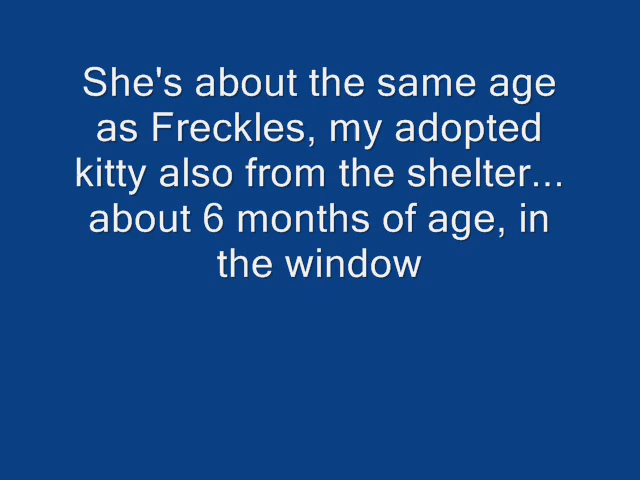 She's about the same age
as Freckles, my adopted
kitty also from the shelter...
about 6 months of age, in
the window